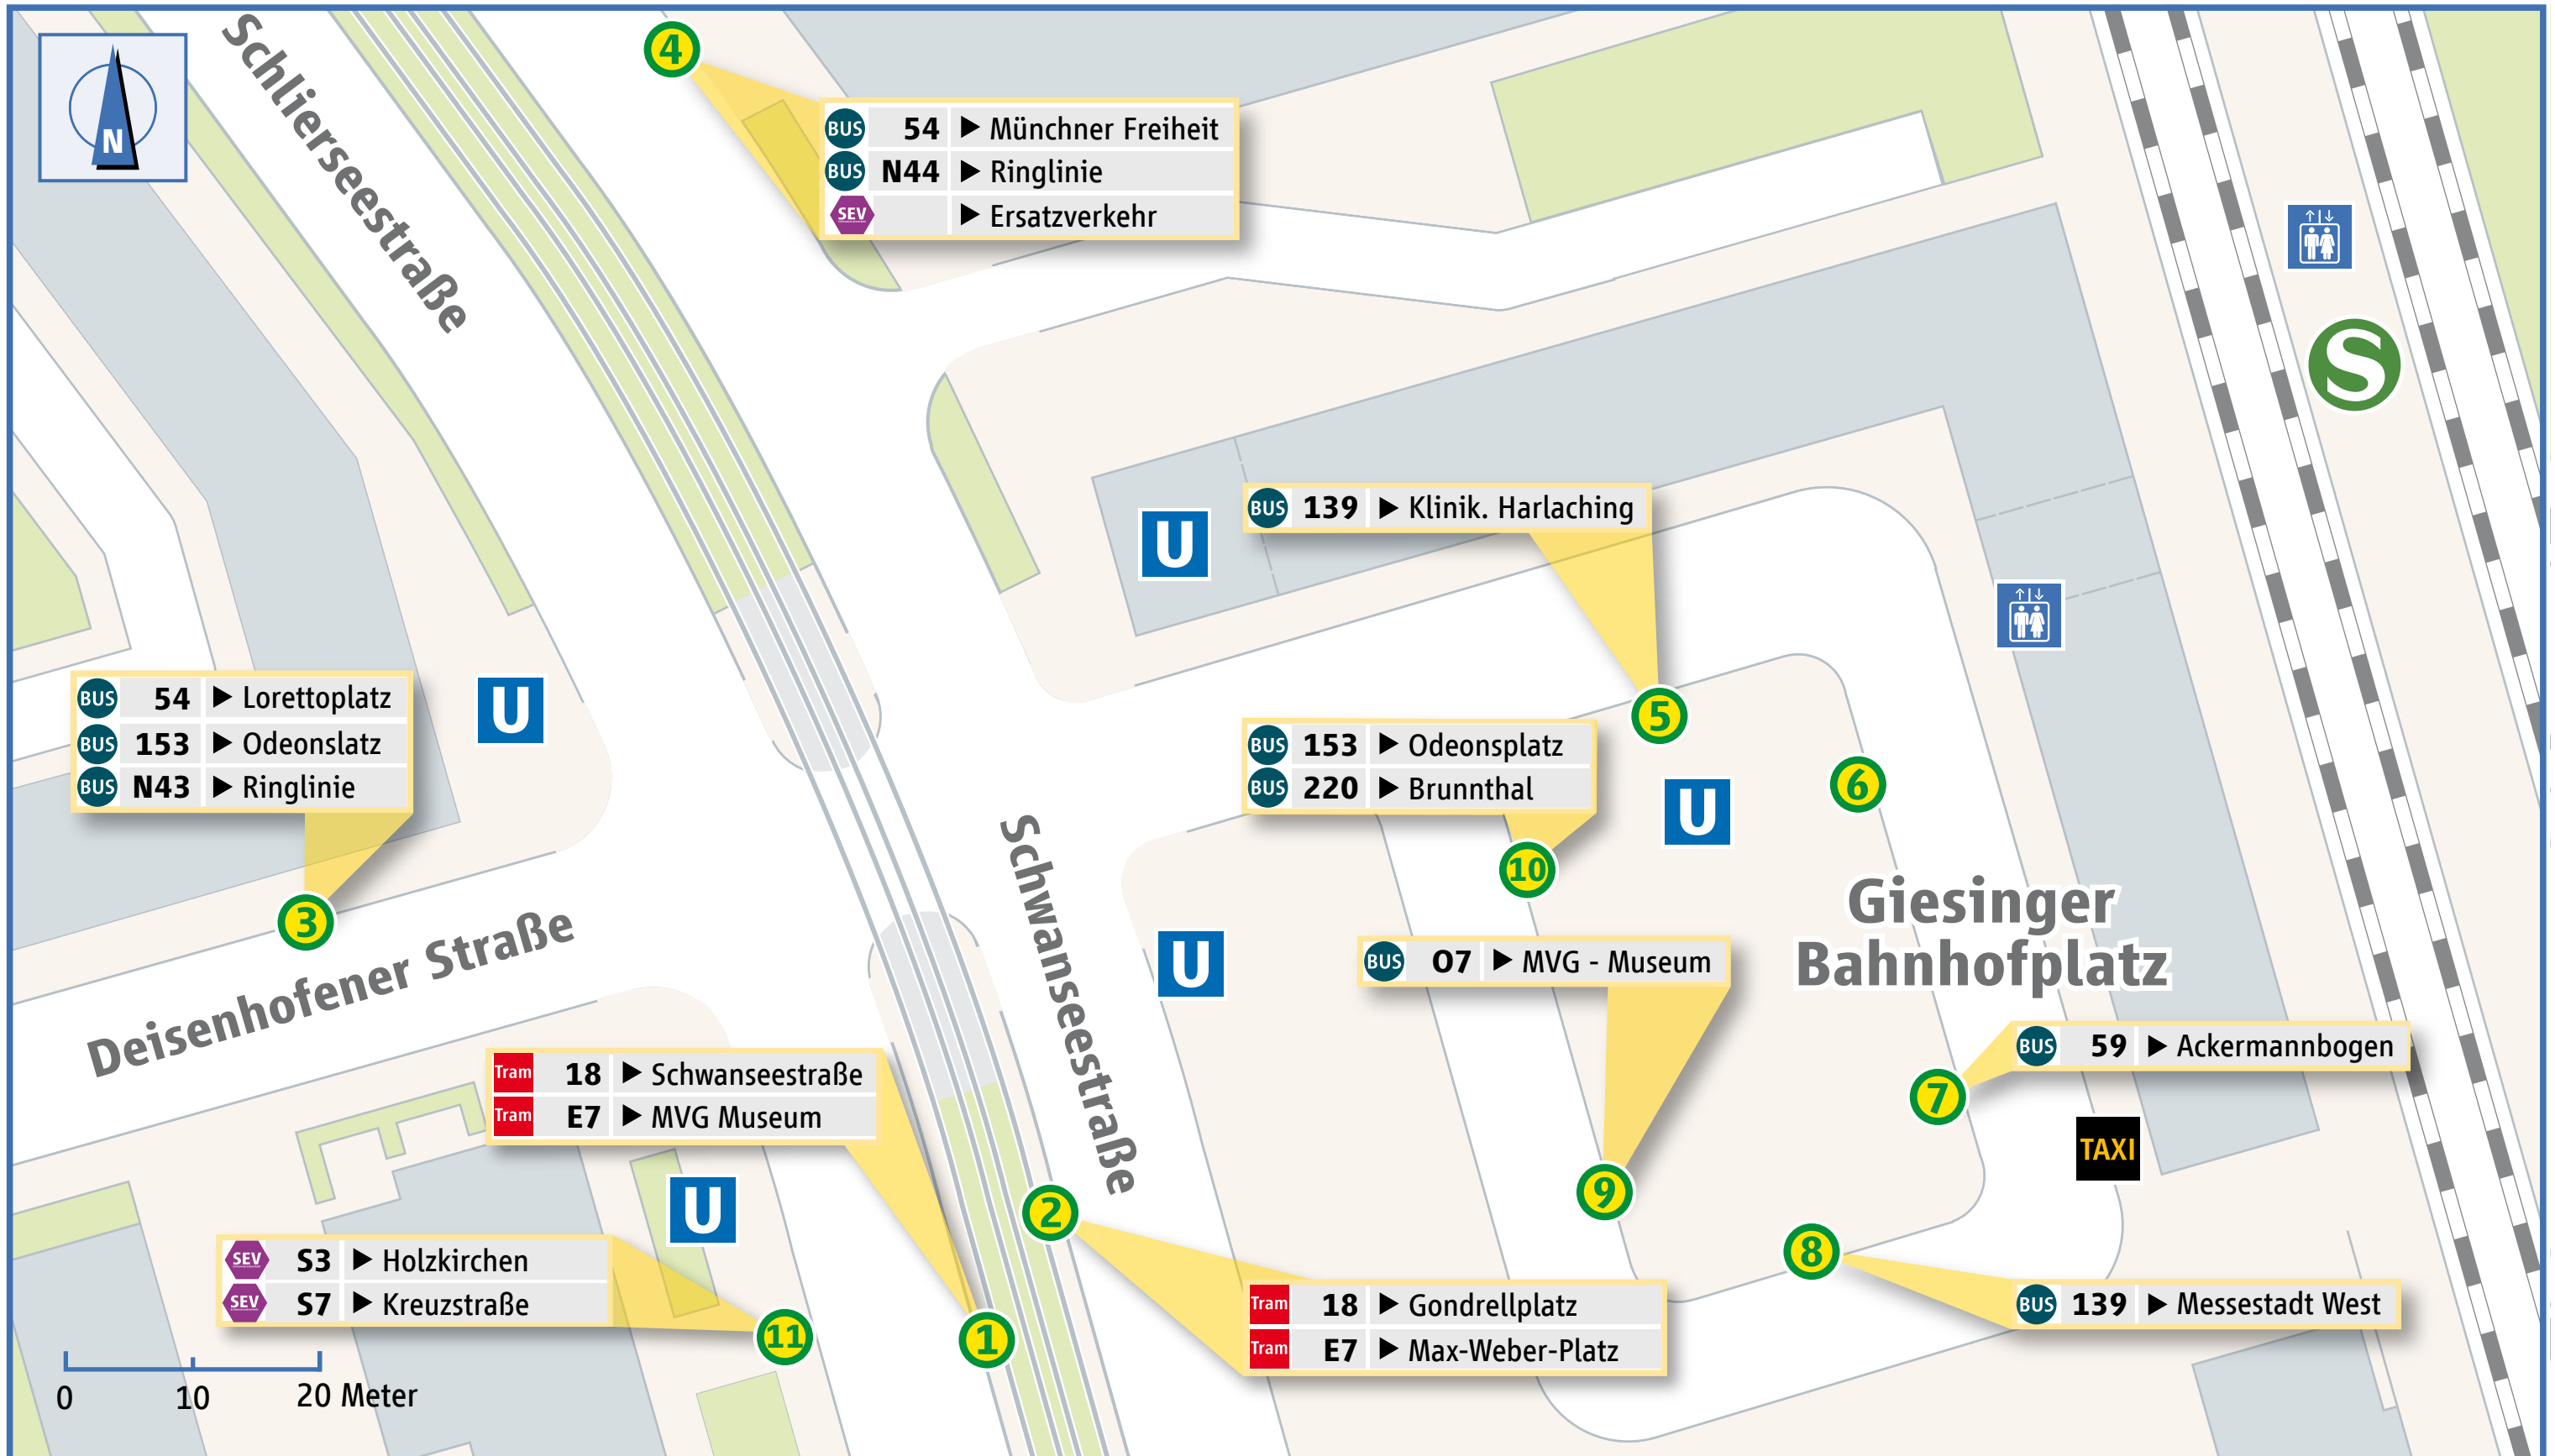 N
Schlierseestraße
4
BUS 54 ▶ Münchner Freiheit
BUS N44 ▶ Ringlinie
SEV ▶ Ersatzverkehr
S
BUS 139 ▶ Klinik. Harlaching
U
5
BUS 54 ▶ Lorettoplatz
BUS 153 ▶ Odeonslatz
BUS N43 ▶ Ringlinie
U
3
BUS 153 ▶ Odeonsplatz
BUS 220 ▶ Brunnthal
10
U
6
Schwanseestraße
Giesinger
Bahnhofplatz
Deisenhofener Straße
U
BUS O7 ▶ MVG - Museum
9
BUS 59 ▶ Ackermannbogen
7
TAXI
Tram 18 ▶ Schwanseestraße
Tram E7 ▶ MVG Museum
1
U
2
Tram 18 ▶ Gondrellplatz
Tram E7 ▶ Max-Weber-Platz
8
BUS 139 ▶ Messestadt West
SEV S3 ▶ Holzkirchen
SEV S7 ▶ Kreuzstraße
11
0 10 20 Meter